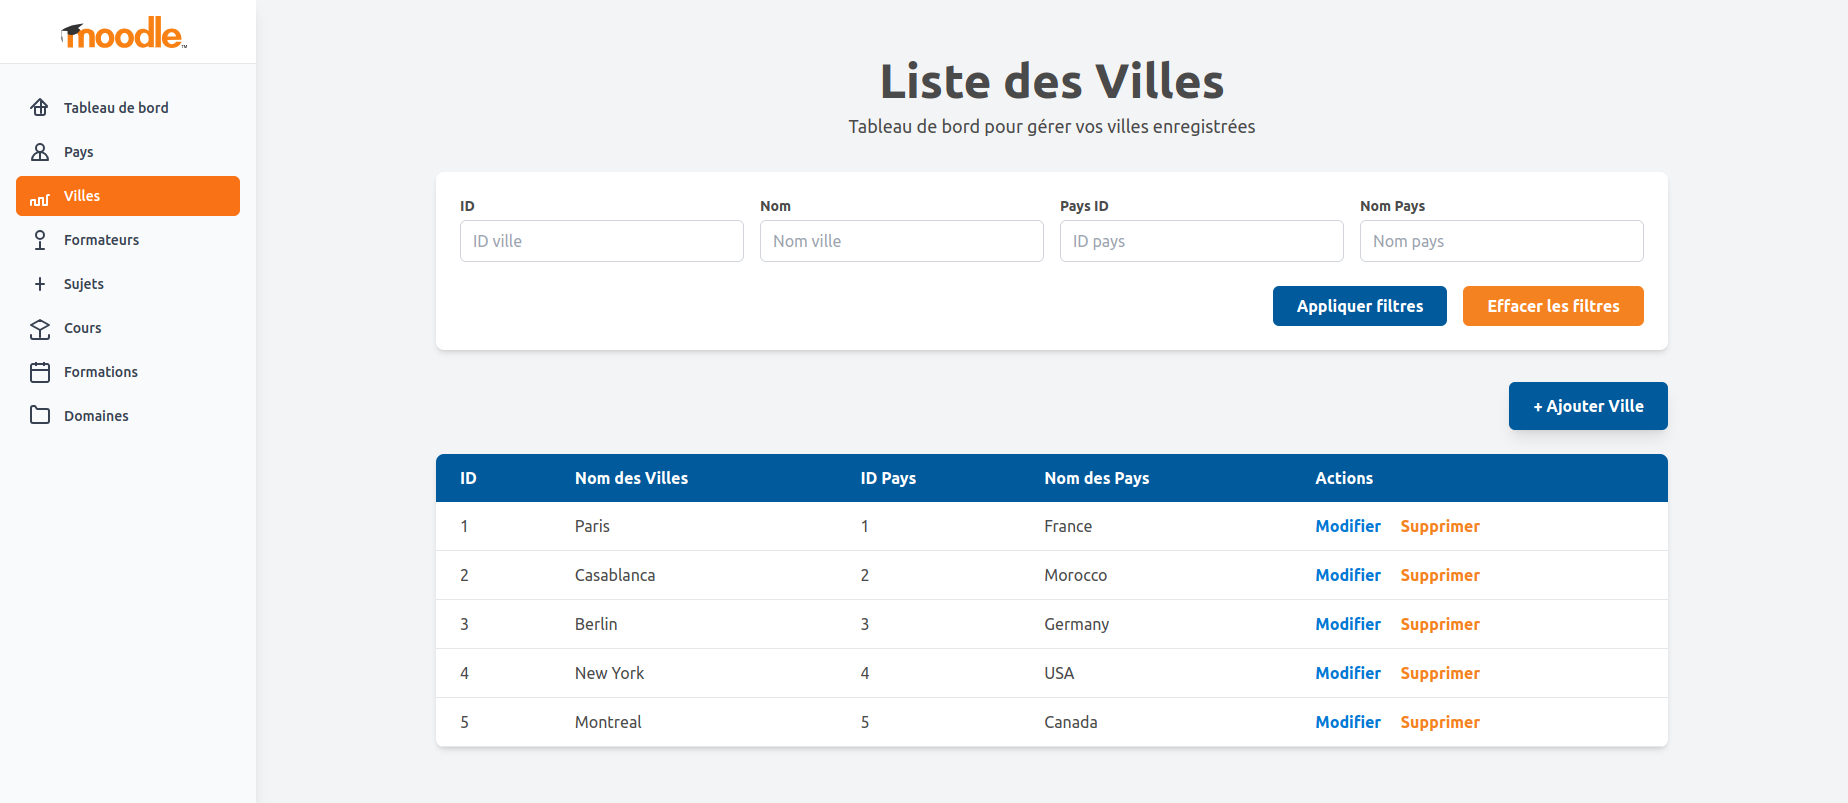 moodle™
Tableau de bord
Pays
Villes
Formateurs
Sujets
Cours
Formations
Domaines
Liste des Villes
Tableau de bord pour gérer vos villes enregistrées
ID Nom Pays ID Nom Pays
ID ville Nom ville ID pays Nom pays
Appliquer filtres Effacer les filtres
+ Ajouter Ville
ID Nom des Villes ID Pays Nom des Pays Actions
1 Paris 1 France Modifier Supprimer
2 Casablanca 2 Morocco Modifier Supprimer
3 Berlin 3 Germany Modifier Supprimer
4 New York 4 USA Modifier Supprimer
5 Montreal 5 Canada Modifier Supprimer